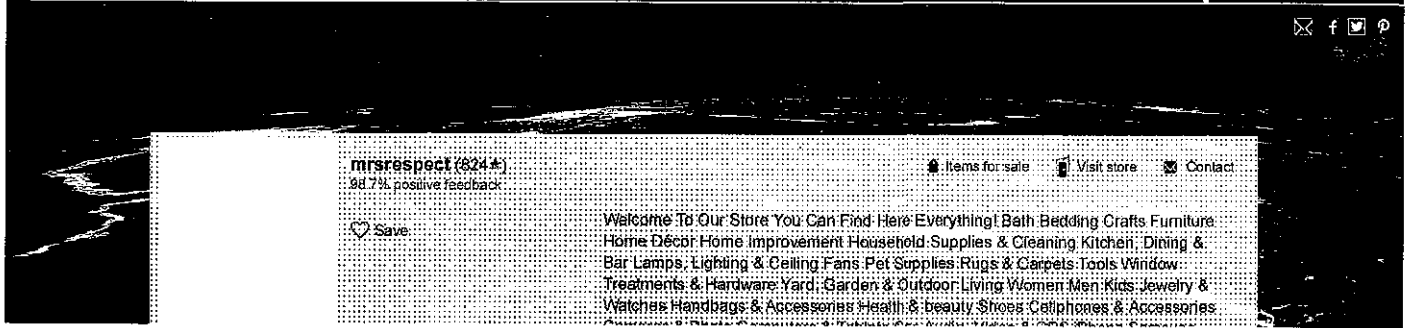 mrsrespect (824★)
98.7% positive feedback
Save
Items for sale Visit store Contact
Welcome To Our Store You Can Find Here Everything! Bath Bedding Crafts Furniture
Home Décor Home Improvement Household Supplies & Cleaning Kitchen, Dining &
Bar Lamps, Lighting & Ceiling Fans Pet Supplies Rugs & Carpets Tools Window
Treatments & Hardware Yard, Garden & Outdoor Living Women Men Kids Jewelry &
Watches Handbags & Accessories Health & beauty Shoes Cellphones & Accessories